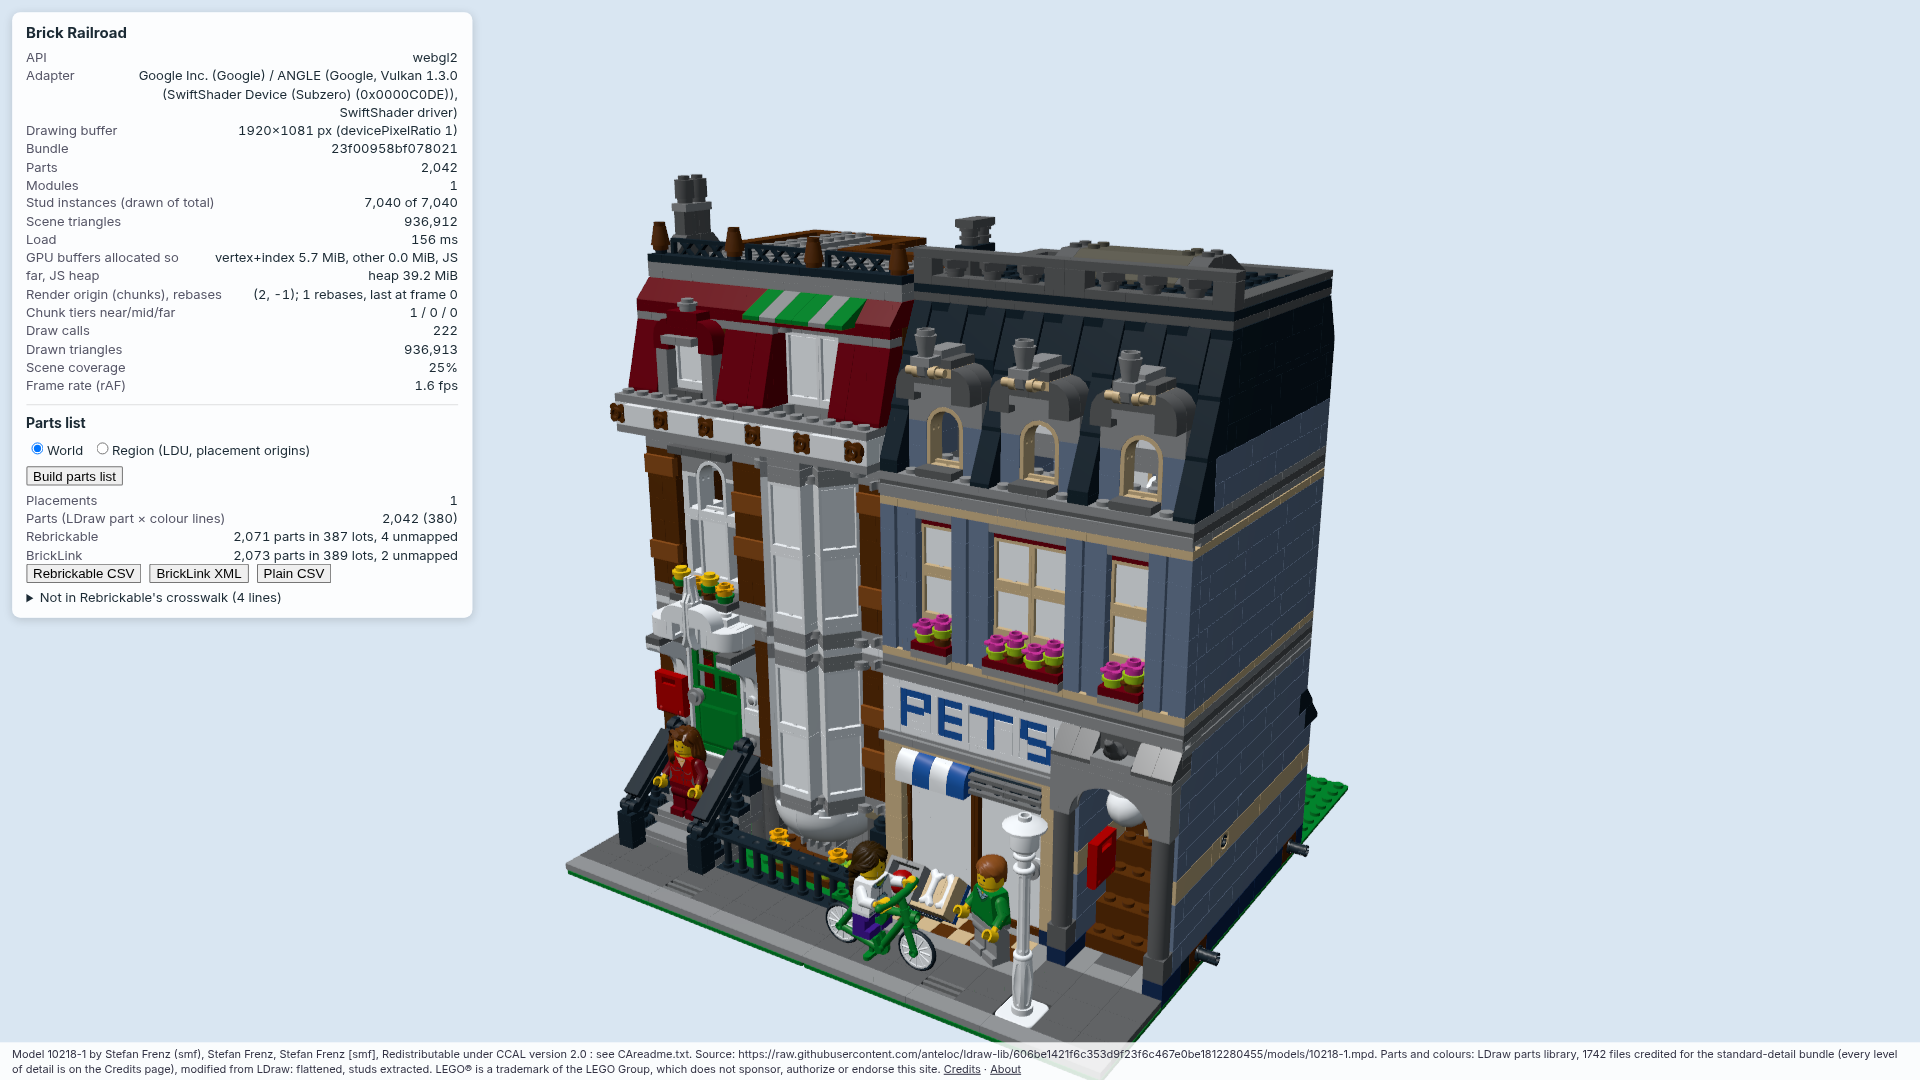 Brick Railroad
API webgl2
Adapter Google Inc. (Google) / ANGLE (Google, Vulkan 1.3.0
(SwiftShader Device (Subzero) (0x0000C0DE)),
SwiftShader driver)
Drawing buffer 1920×1081 px (devicePixelRatio 1)
Bundle 23f00958bf078021
Parts 2,042
Modules 1
Stud instances (drawn of total) 7,040 of 7,040
Scene triangles 936,912
Load 156 ms
GPU buffers allocated so vertex+index 5.7 MiB, other 0.0 MiB, JS
far, JS heap heap 39.2 MiB
Render origin (chunks), rebases (2, -1); 1 rebases, last at frame 0
Chunk tiers near/mid/far 1 / 0 / 0
Draw calls 222
Drawn triangles 936,913
Scene coverage 25%
Frame rate (rAF) 1.6 fps
Parts list
World Region (LDU, placement origins)
Build parts list
Placements 1
Parts (LDraw part × colour lines) 2,042 (380)
Rebrickable 2,071 parts in 387 lots, 4 unmapped
BrickLink 2,073 parts in 389 lots, 2 unmapped
Rebrickable CSV BrickLink XML Plain CSV
Not in Rebrickable's crosswalk (4 lines)
PETS
Model 10218-1 by Stefan Frenz (smf), Stefan Frenz, Stefan Frenz [smf], Redistributable under CCAL version 2.0 : see CAreadme.txt. Source: https://raw.githubusercontent.com/anteloc/ldraw-lib/606be1421f6c353d9f23f6c467e0be1812280455/models/10218-1.mpd. Parts and colours: LDraw parts library, 1742 files credited for the standard-detail bundle (every level
of detail is on the Credits page), modified from LDraw: flattened, studs extracted. LEGO® is a trademark of the LEGO Group, which does not sponsor, authorize or endorse this site. Credits · About